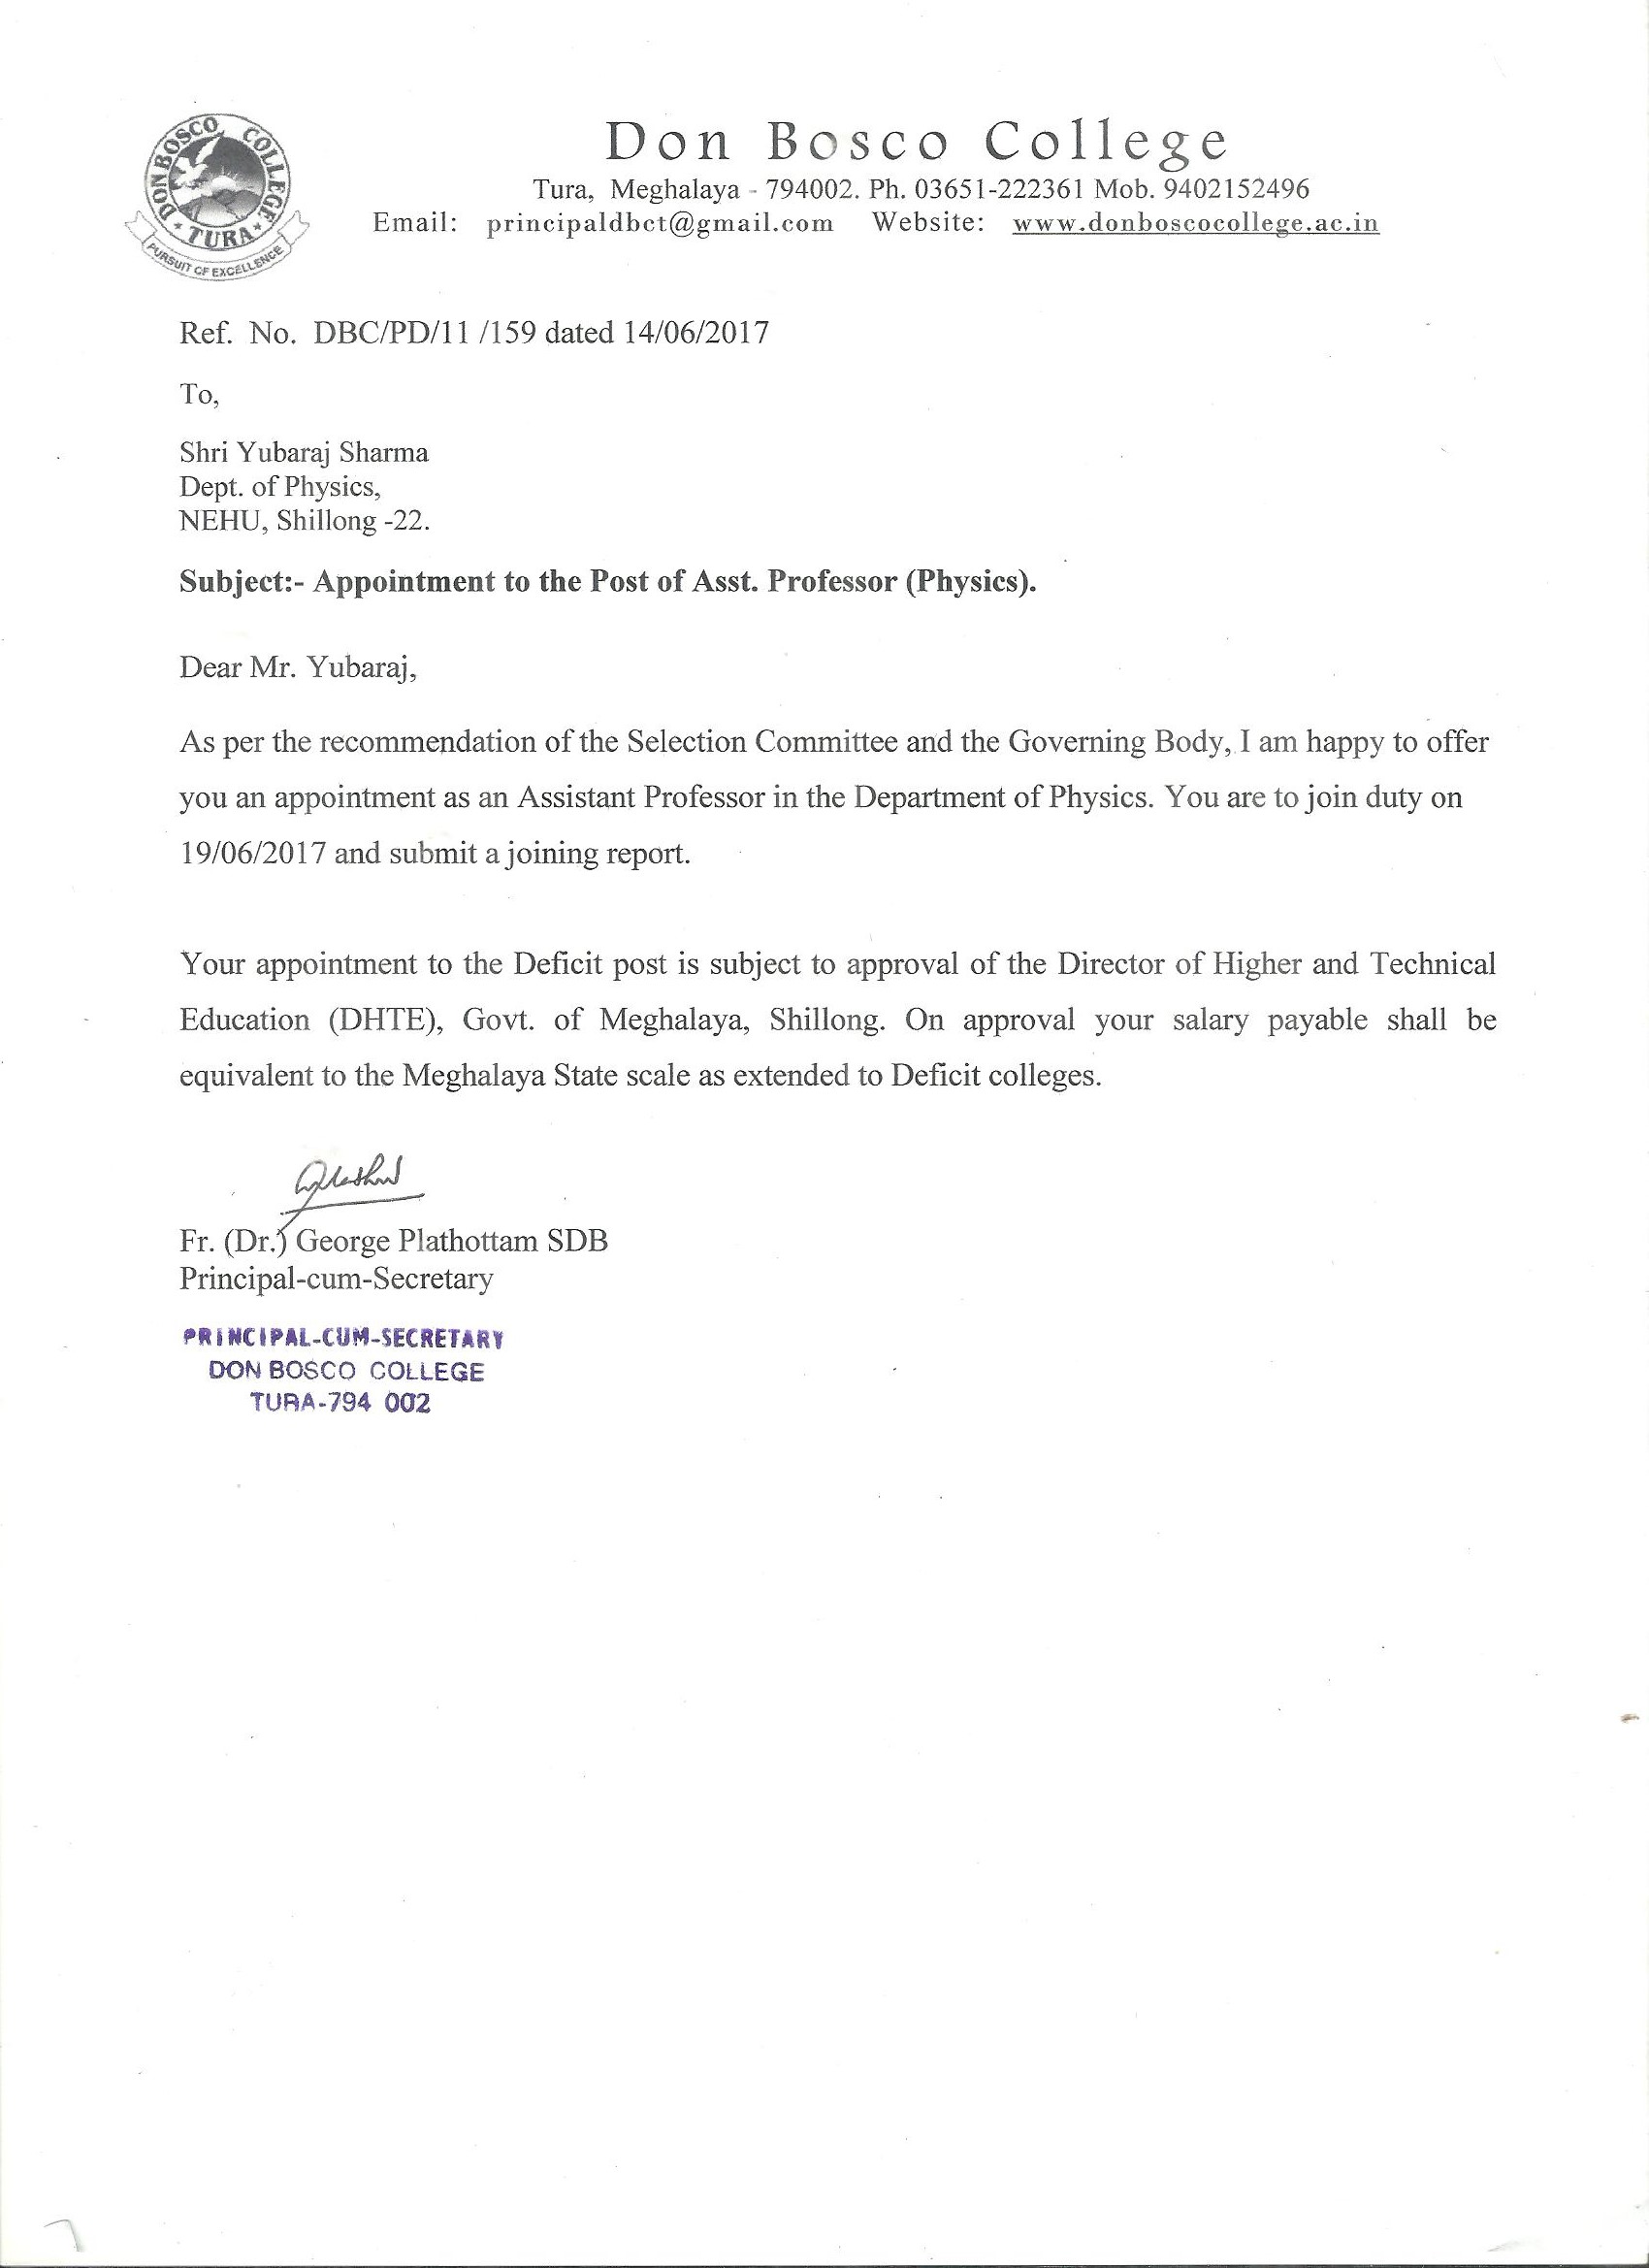 DON BOSCO COLLEGE
TURA
PURSUIT OF EXCELLENCE
Don Bosco College
Tura, Meghalaya - 794002. Ph. 03651-222361 Mob. 9402152496
Email: principaldbct@gmail.com Website: www.donboscocollege.ac.in
Ref. No. DBC/PD/11 /159 dated 14/06/2017
To,
Shri Yubaraj Sharma
Dept. of Physics,
NEHU, Shillong -22.
Subject:- Appointment to the Post of Asst. Professor (Physics).
Dear Mr. Yubaraj,
As per the recommendation of the Selection Committee and the Governing Body, I am happy to offer
you an appointment as an Assistant Professor in the Department of Physics. You are to join duty on
19/06/2017 and submit a joining report.
Your appointment to the Deficit post is subject to approval of the Director of Higher and Technical
Education (DHTE), Govt. of Meghalaya, Shillong. On approval your salary payable shall be
equivalent to the Meghalaya State scale as extended to Deficit colleges.
Fr. (Dr.) George Plathottam SDB
Principal-cum-Secretary
PRINCIPAL-CUM-SECRETARY
DON BOSCO COLLEGE
TURA-794 002